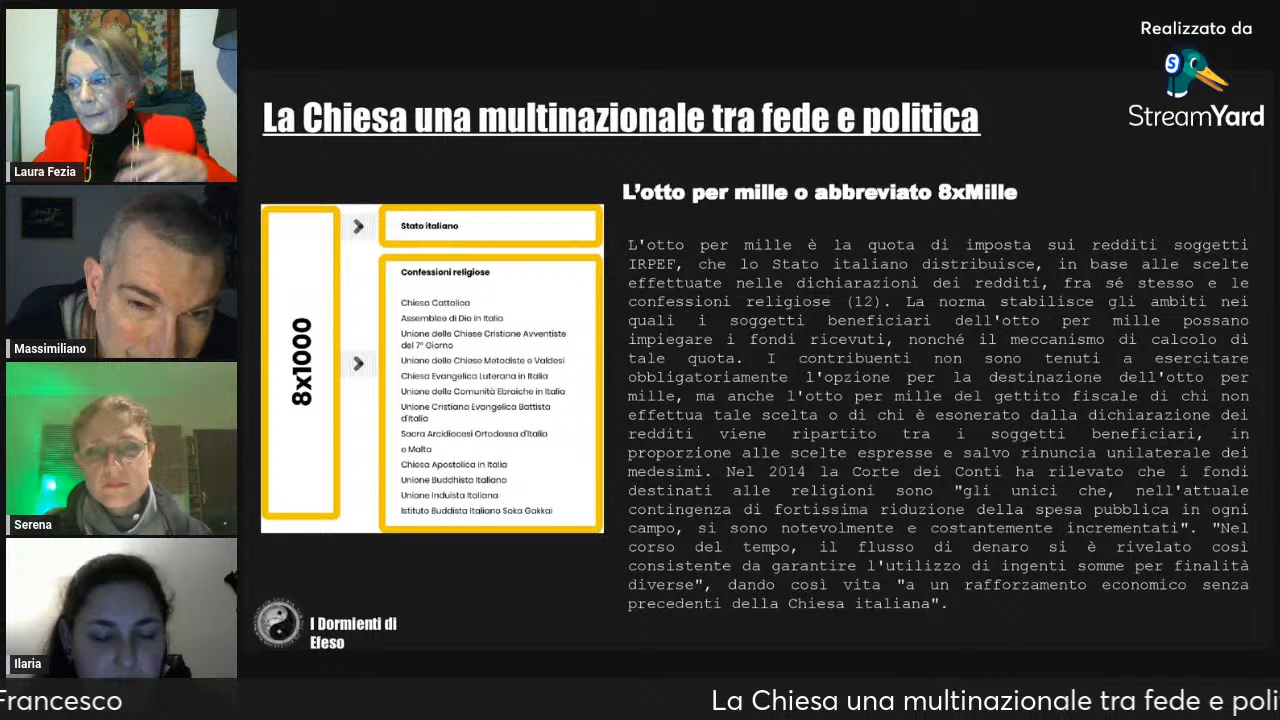 Realizzato da
S
StreamYard
La Chiesa una multinazionale tra fede e politica
Laura Fezia
Massimiliano
Serena
Ilaria
8x1000
Stato italiano
Confessioni religiose
Chiesa Cattolica
Assemblee di Dio in Italia
Unione delle Chiese Cristiane Avventiste
del 7° Giorno
Unione delle Chiese Metodiste e Valdesi
Chiesa Evangelica Luterana in Italia
Unione delle Comunità Ebraiche in Italia
Unione Cristiana Evangelica Battista
d'Italia
Sacra Arcidiocesi Ortodossa d'Italia
e Malta
Chiesa Apostolica in Italia
Unione Buddhista Italiana
Unione Induista Italiana
Istituto Buddista Italiano Soka Gakkai
L'otto per mille o abbreviato 8xMille
L'otto per mille è la quota di imposta sui redditi soggetti
IRPEF, che lo Stato italiano distribuisce, in base alle scelte
effettuate nelle dichiarazioni dei redditi, fra sé stesso e le
confessioni religiose (12). La norma stabilisce gli ambiti nei
quali i soggetti beneficiari dell'otto per mille possano
impiegare i fondi ricevuti, nonché il meccanismo di calcolo di
tale quota. I contribuenti non sono tenuti a esercitare
obbligatoriamente l'opzione per la destinazione dell'otto per
mille, ma anche l'otto per mille del gettito fiscale di chi non
effettua tale scelta o di chi è esonerato dalla dichiarazione dei
redditi viene ripartito tra i soggetti beneficiari, in
proporzione alle scelte espresse e salvo rinuncia unilaterale dei
medesimi. Nel 2014 la Corte dei Conti ha rilevato che i fondi
destinati alle religioni sono "gli unici che, nell'attuale
contingenza di fortissima riduzione della spesa pubblica in ogni
campo, si sono notevolmente e costantemente incrementati". "Nel
corso del tempo, il flusso di denaro si è rivelato così
consistente da garantire l'utilizzo di ingenti somme per finalità
diverse", dando così vita "a un rafforzamento economico senza
precedenti della Chiesa italiana".
I Dormienti di
Efeso
Francesco
La Chiesa una multinazionale tra fede e poli